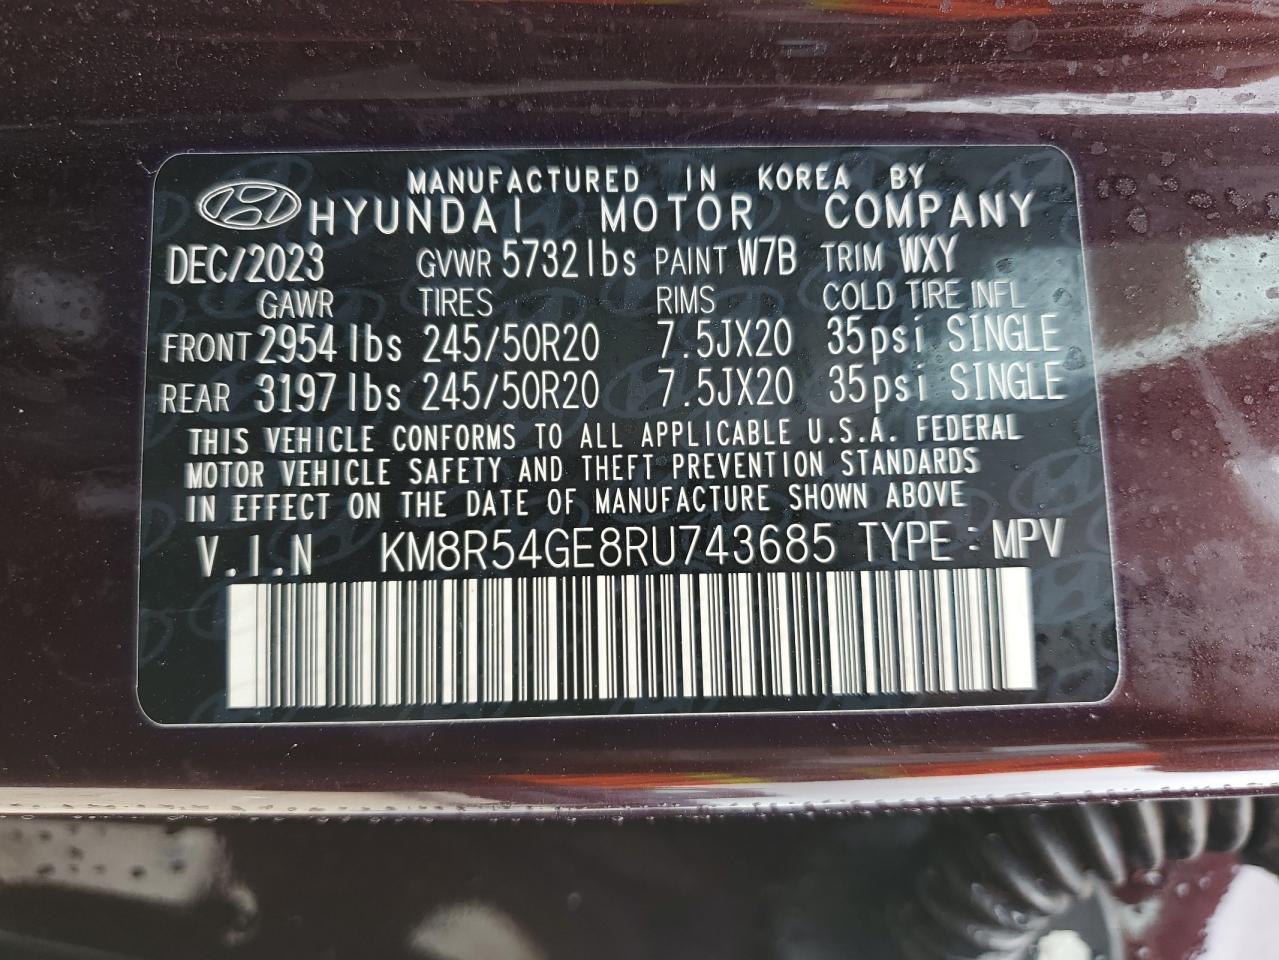 MANUFACTURED IN KOREA BY
HYUNDAI MOTOR COMPANY
DEC/2023 GVWR 5732lbs PAINT W7B TRIM WXY
GAWR TIRES RIMS COLD TIRE INFL
FRONT 2954 lbs 245/50R20 7.5JX20 35psi SINGLE
REAR 3197 lbs 245/50R20 7.5JX20 35psi SINGLE
THIS VEHICLE CONFORMS TO ALL APPLICABLE U.S.A. FEDERAL
MOTOR VEHICLE SAFETY AND THEFT PREVENTION STANDARDS
IN EFFECT ON THE DATE OF MANUFACTURE SHOWN ABOVE
V.I.N KM8R54GE8RU743685 TYPE : MPV